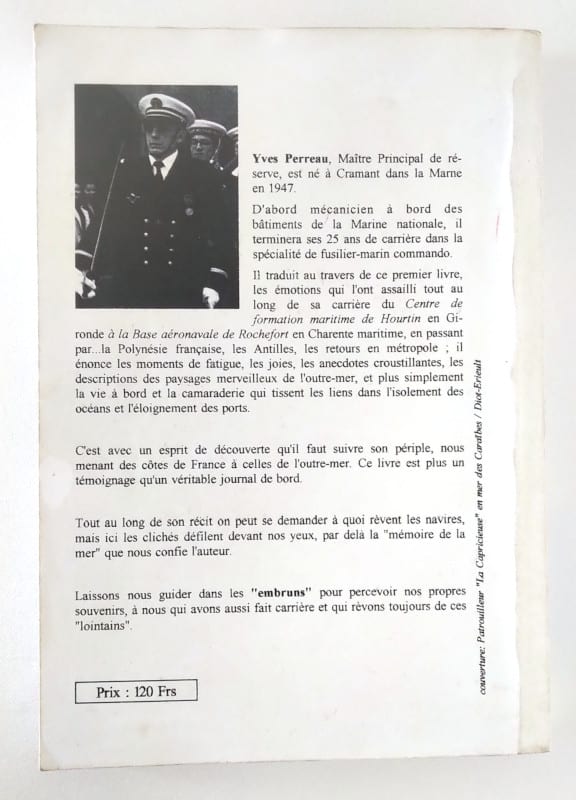 Yves Perreau, Maître Principal de ré-
serve, est né à Cramant dans la Marne
en 1947.
D'abord mécanicien à bord des
bâtiments de la Marine nationale, il
terminera ses 25 ans de carrière dans la
spécialité de fusilier-marin commando.
Il traduit au travers de ce premier livre,
les émotions qui l'ont assailli tout au
long de sa carrière du Centre de
formation maritime de Hourtin en Gi-
ronde à la Base aéronavale de Rochefort en Charente maritime, en passant
par...la Polynésie française, les Antilles, les retours en métropole ; il
énonce les moments de fatigue, les joies, les anecdotes croustillantes, les
descriptions des paysages merveilleux de l'outre-mer, et plus simplement
la vie à bord et la camaraderie qui tissent les liens dans l'isolement des
océans et l'éloignement des ports.
C'est avec un esprit de découverte qu'il faut suivre son périple, nous
menant des côtes de France à celles de l'outre-mer. Ce livre est plus un
témoignage qu'un véritable journal de bord.
Tout au long de son récit on peut se demander à quoi rêvent les navires,
mais ici les clichés défilent devant nos yeux, par delà la "mémoire de la
mer" que nous confie l'auteur.
Laissons nous guider dans les "embruns" pour percevoir nos propres
souvenirs, à nous qui avons aussi fait carrière et qui rêvons toujours de ces
"lointains".
Prix : 120 Frs
couverture: Patrouilleur "La Capricieuse" en mer des Caraïbes / Diot-Erieult